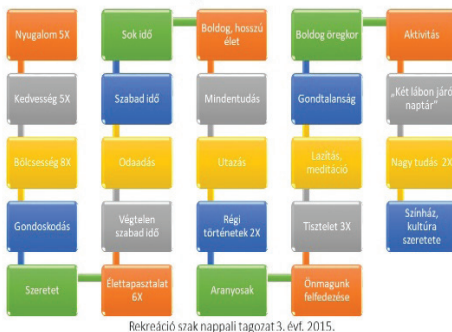 Nyugalom 5X
Kedvesség 5X
Bölcsesség 8X
Gondoskodás
Szeretet
Élettapasztalat
6X
Végtelen
szabad idő
Odaadás
Szabad idő
Sok idő
Boldog, hosszú
élet
Mindentudás
Utazás
Régi
történetek 2X
Aranyosak
Önmagunk
felfedezése
Tisztelet 3X
Lazítás,
meditáció
Gondtalanság
Boldog öregkor
Aktivitás
„Két lábon járó
naptár”
Nagy tudás 2X
Színház,
kultúra
szeretete
Rekreáció szak nappali tagozat 3. évf. 2015.